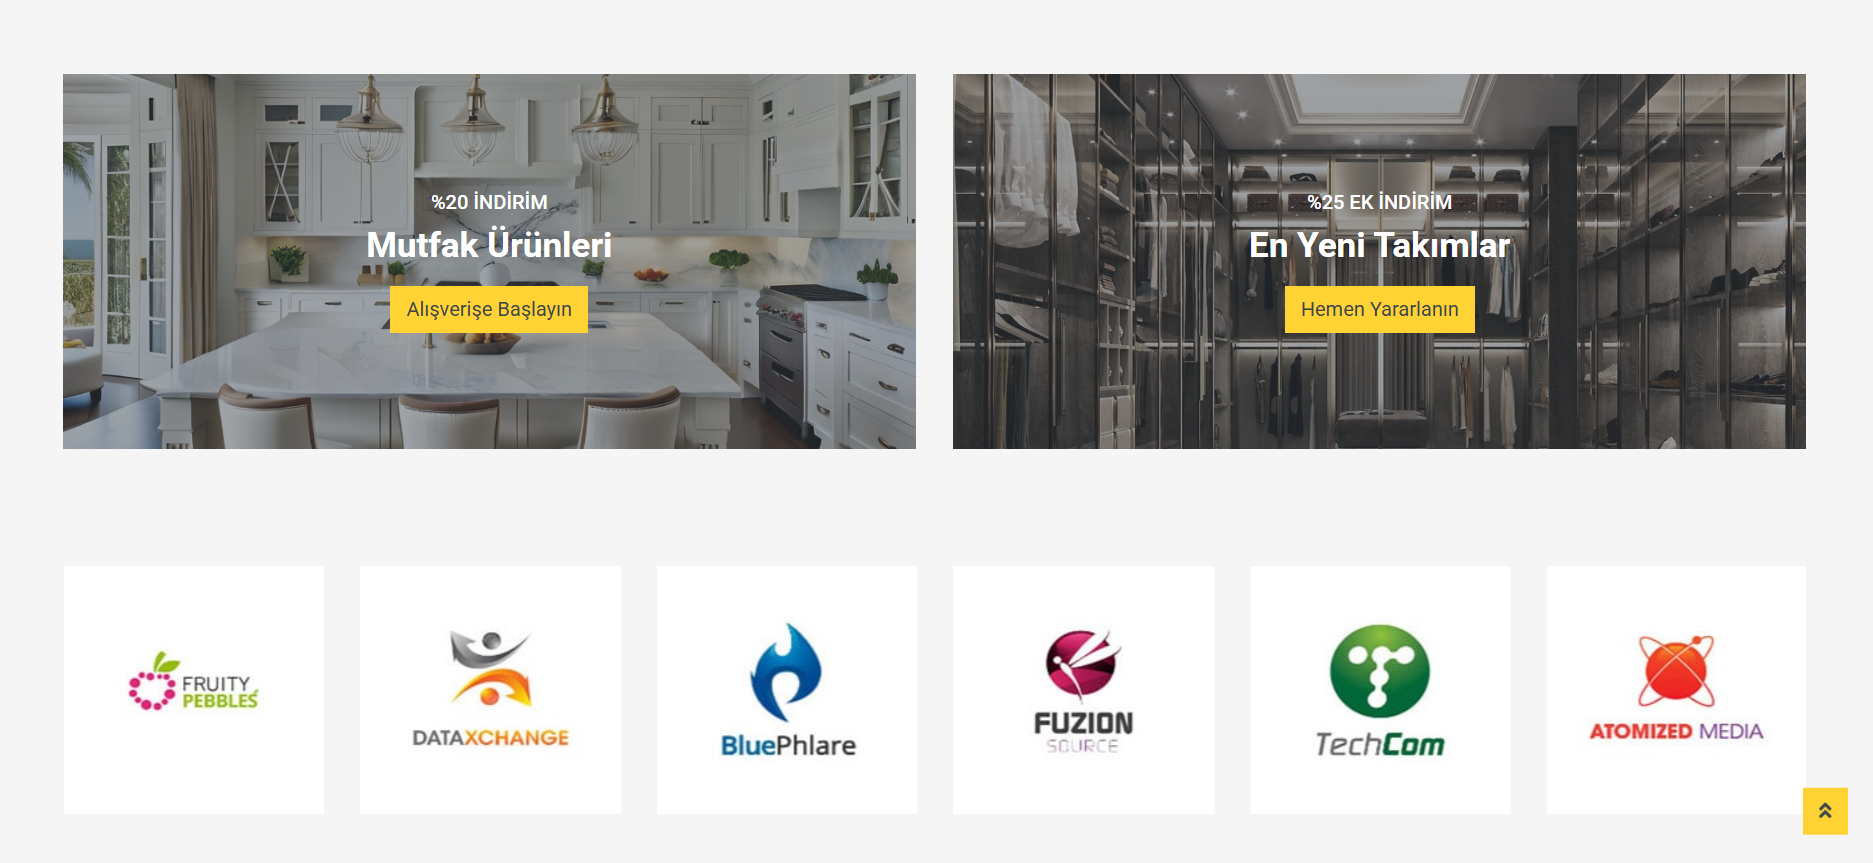 %20 İNDİRİM
Mutfak Ürünleri
Alışverişe Başlayın
%25 EK İNDİRİM
En Yeni Takımlar
Hemen Yararlanın
FRUITY
PEBBLES
DATAXCHANGE
BluePhlare
FUZION
SOURCE
TechCom
ATOMIZED MEDIA